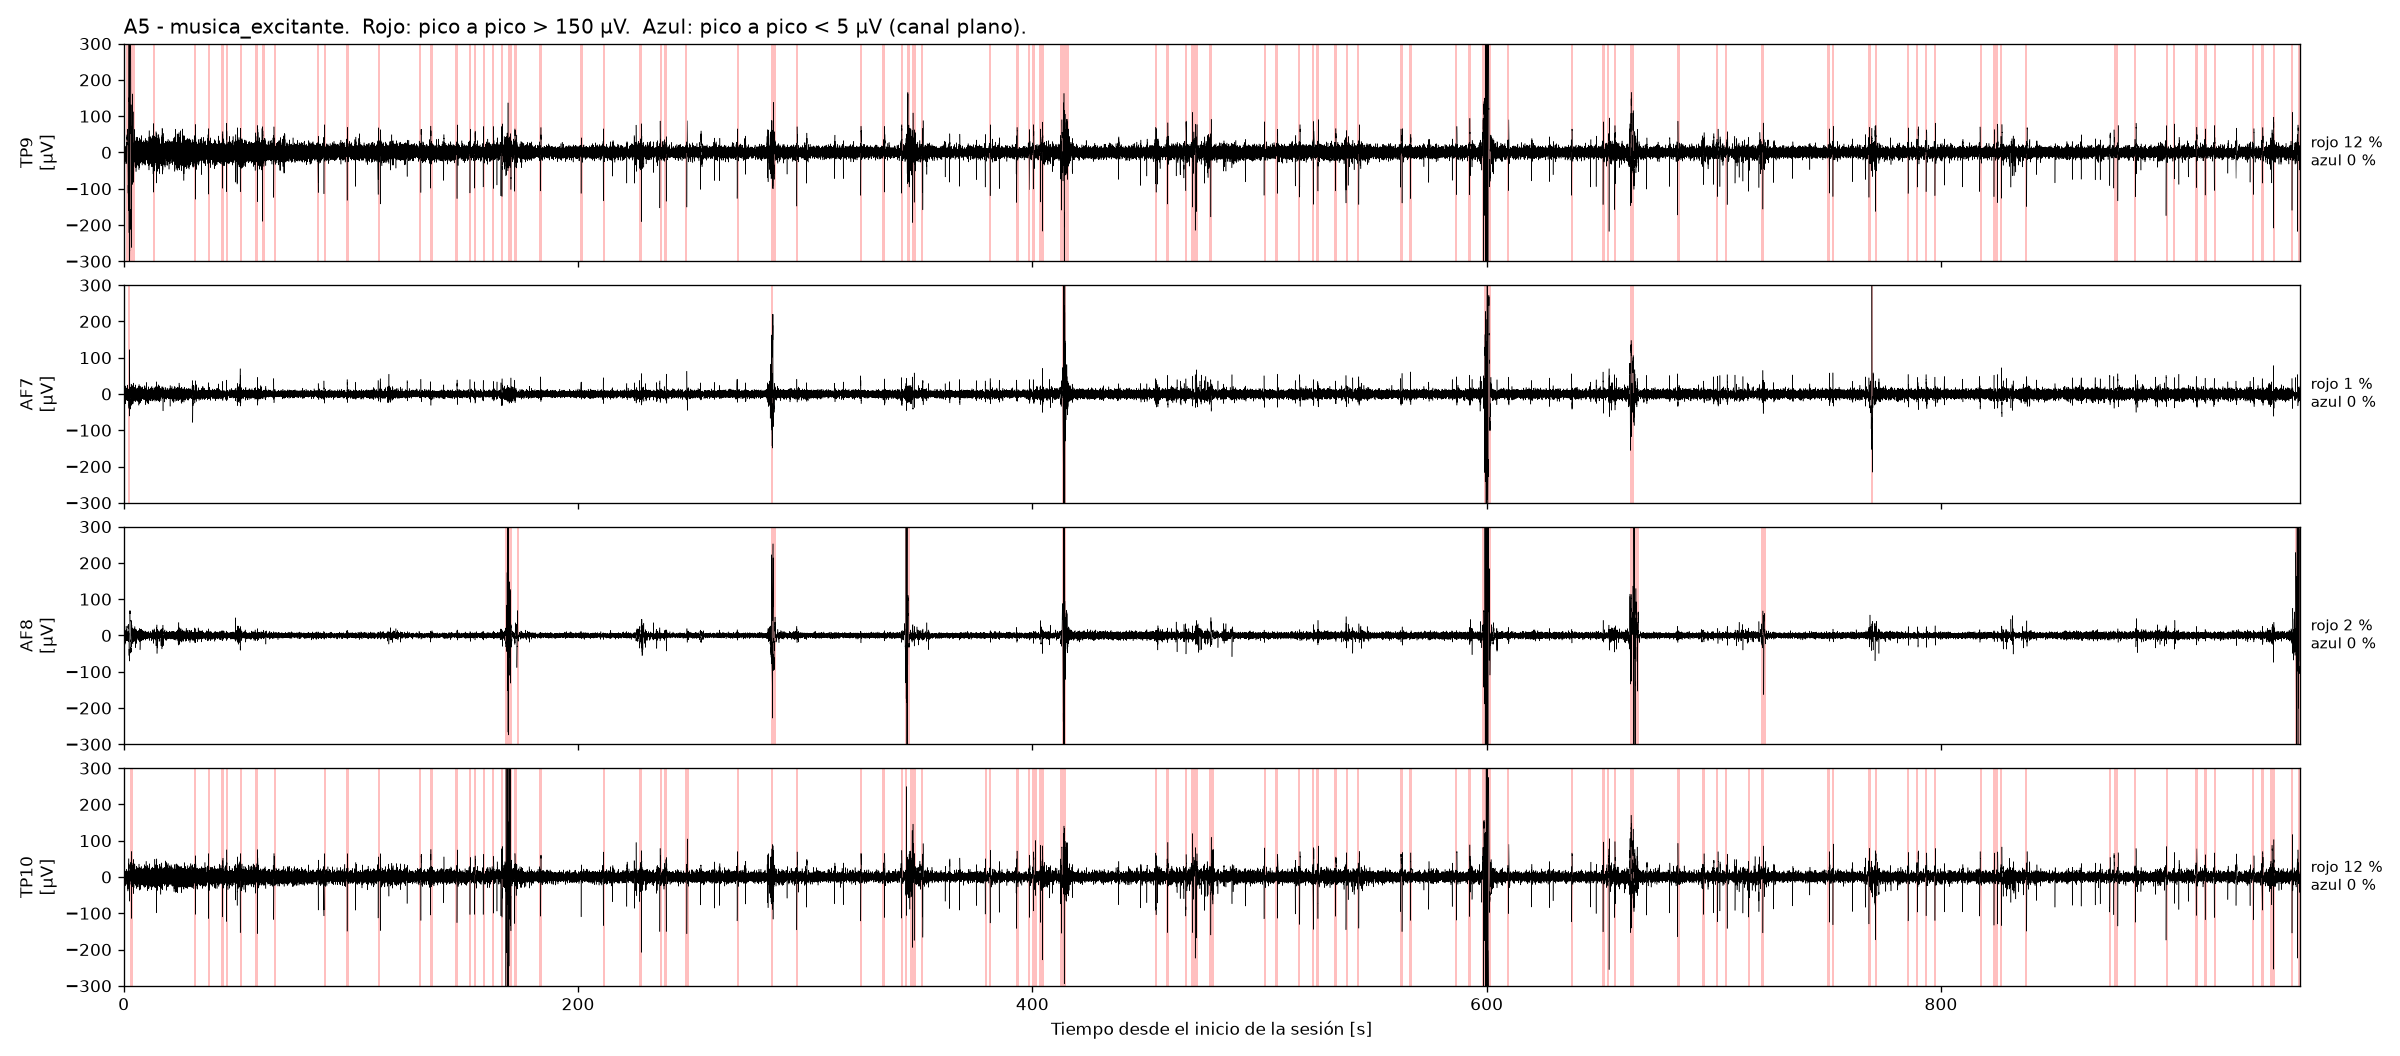 A5 - musica_excitante.  Rojo: pico a pico > 150 µV.  Azul: pico a pico < 5 µV (canal plano).
300
200
100
0
−100
−200
−300
TP9
[µV]
rojo 12 %
azul 0 %
300
200
100
0
−100
−200
−300
AF7
[µV]
rojo 1 %
azul 0 %
300
200
100
0
−100
−200
−300
AF8
[µV]
rojo 2 %
azul 0 %
300
200
100
0
−100
−200
−300
TP10
[µV]
rojo 12 %
azul 0 %
0 200 400 600 800
Tiempo desde el inicio de la sesión [s]